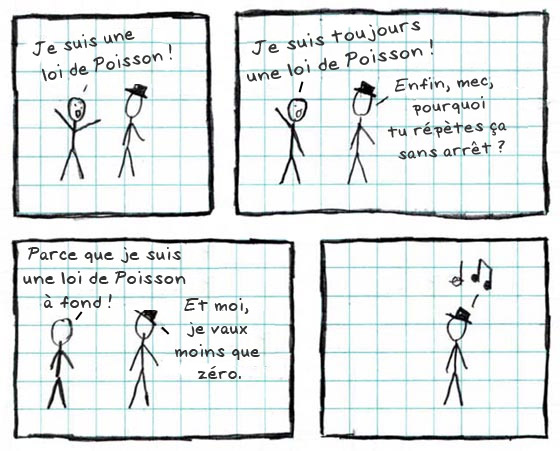 Je suis une
loi de Poisson !
Je suis toujours
une loi de Poisson !
Enfin, mec,
pourquoi
tu répètes ça
sans arrêt ?
Parce que je suis
une loi de Poisson
à fond !
Et moi,
je vaux
moins que
zéro.